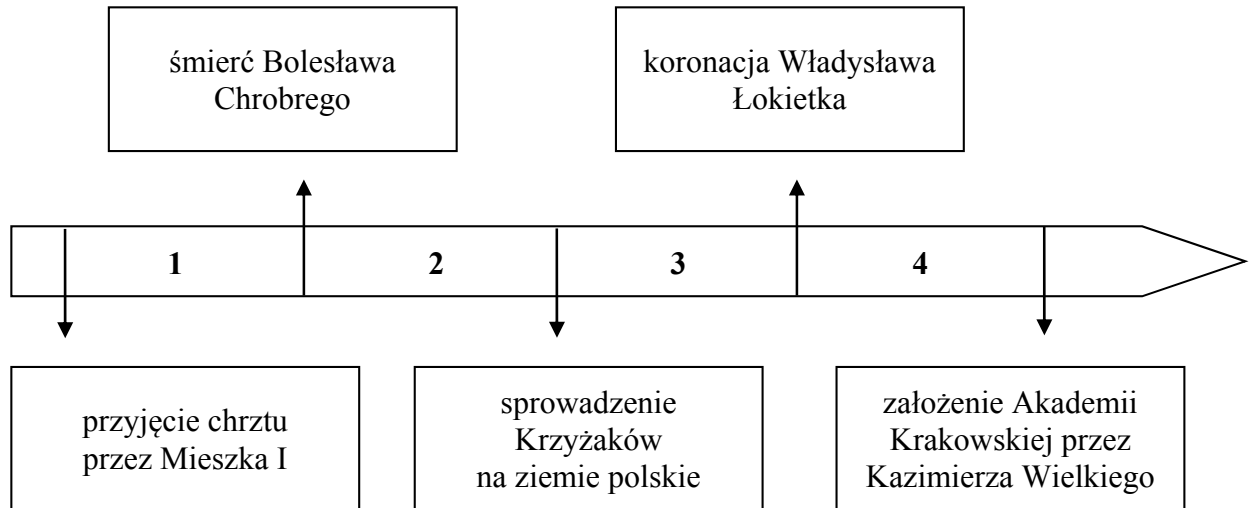 śmierć Bolesława
Chrobrego
koronacja Władysława
Łokietka
1
2
3
4
przyjęcie chrztu
przez Mieszka I
sprowadzenie
Krzyżaków
na ziemie polskie
założenie Akademii
Krakowskiej przez
Kazimierza Wielkiego